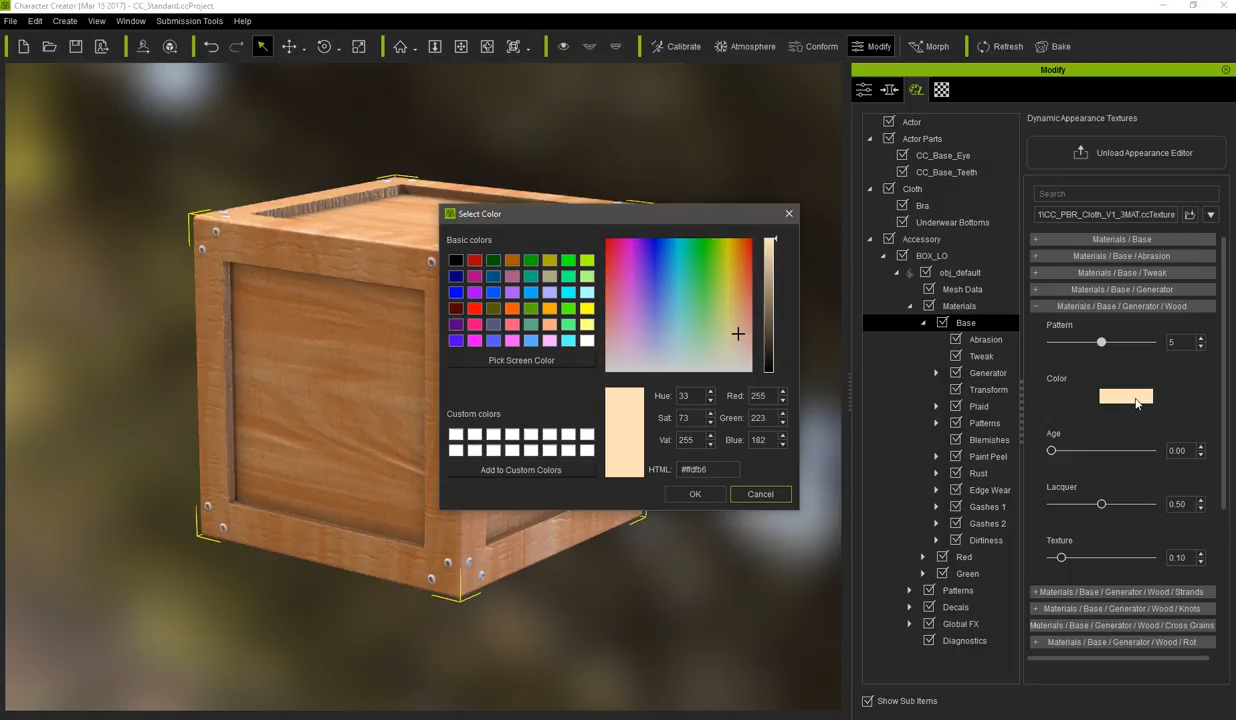 Character Creator [Mar 15 2017] - CC_Standard.ccProject
File Edit Create View Window Submission Tools Help
Calibrate Atmosphere Conform Modify Morph Refresh Bake
Modify
Dynamic Appearance Textures
Unload Appearance Editor
Search
1\CC_PBR_Cloth_V1_3MAT.ccTexture
Actor
Actor Parts
CC_Base_Eye
CC_Base_Teeth
Cloth
Bra
Underwear Bottoms
Accessory
BOX_LO
obj_default
Mesh Data
Materials
Base
Abrasion
Tweak
Generator
Transform
Plaid
Patterns
Blemishes
Paint Peel
Rust
Edge Wear
Gashes 1
Gashes 2
Dirtiness
Red
Green
Patterns
Decals
Global FX
Diagnostics
Show Sub Items
+ Materials / Base
+ Materials / Base / Abrasion
+ Materials / Base / Tweak
+ Materials / Base / Generator
− Materials / Base / Generator / Wood
Pattern
5
Color
Age
0.00
Lacquer
0.50
Texture
0.10
+ Materials / Base / Generator / Wood / Strands
+ Materials / Base / Generator / Wood / Knots
Materials / Base / Generator / Wood / Cross Grains
+ Materials / Base / Generator / Wood / Rot
Select Color
Basic colors
Pick Screen Color
Custom colors
Add to Custom Colors
Hue: 33 Red: 255
Sat: 73 Green: 223
Val: 255 Blue: 182
HTML: #ffdfb6
OK Cancel